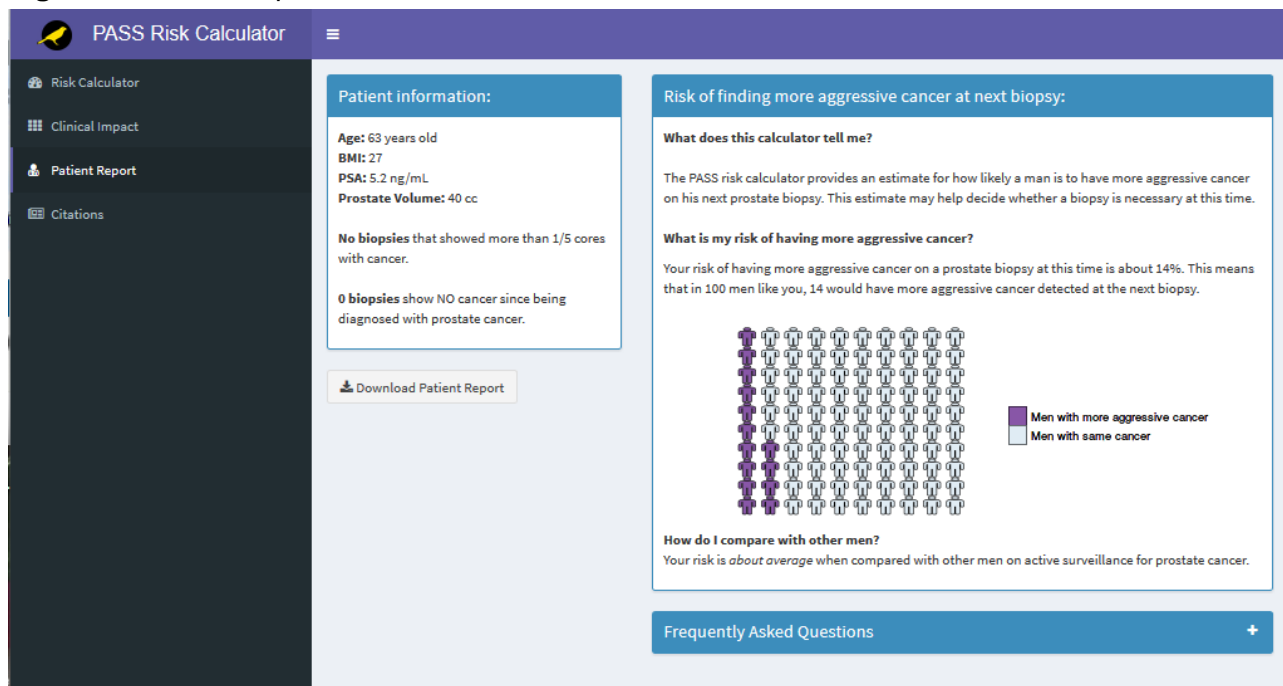 PASS Risk Calculator
Risk Calculator
Clinical Impact
Patient Report
Citations
Patient information:
Age: 63 years old
BMI: 27
PSA: 5.2 ng/mL
Prostate Volume: 40 cc
No biopsies that showed more than 1/5 cores
with cancer.
0 biopsies show NO cancer since being
diagnosed with prostate cancer.
Download Patient Report
Risk of finding more aggressive cancer at next biopsy:
What does this calculator tell me?
The PASS risk calculator provides an estimate for how likely a man is to have more aggressive cancer
on his next prostate biopsy. This estimate may help decide whether a biopsy is necessary at this time.
What is my risk of having more aggressive cancer?
Your risk of having more aggressive cancer on a prostate biopsy at this time is about 14%. This means
that in 100 men like you, 14 would have more aggressive cancer detected at the next biopsy.
Men with more aggressive cancer
Men with same cancer
How do I compare with other men?
Your risk is about average when compared with other men on active surveillance for prostate cancer.
Frequently Asked Questions